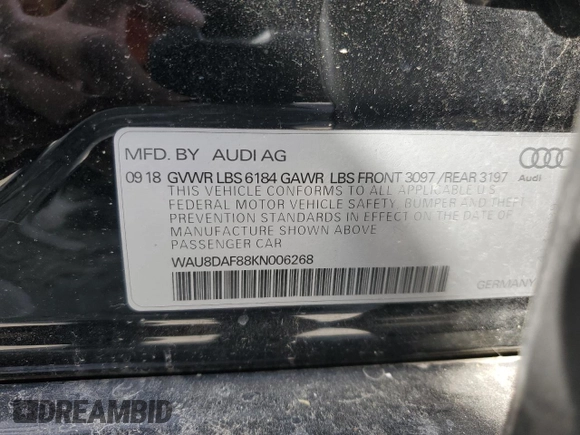 MFD. BY AUDI AG
09 18 GVWR LBS 6184 GAWR LBS FRONT 3097 /REAR 3197
Audi
THIS VEHICLE CONFORMS TO ALL APPLICABLE U S
FEDERAL MOTOR VEHICLE SAFETY, BUMPER AND THEFT
PREVENTION STANDARDS IN EFFECT ON THE DATE OF
MANUFACTURE SHOWN ABOVE
PASSENGER CAR
WAU8DAF88KN006268
GERMANY
DREAMBID